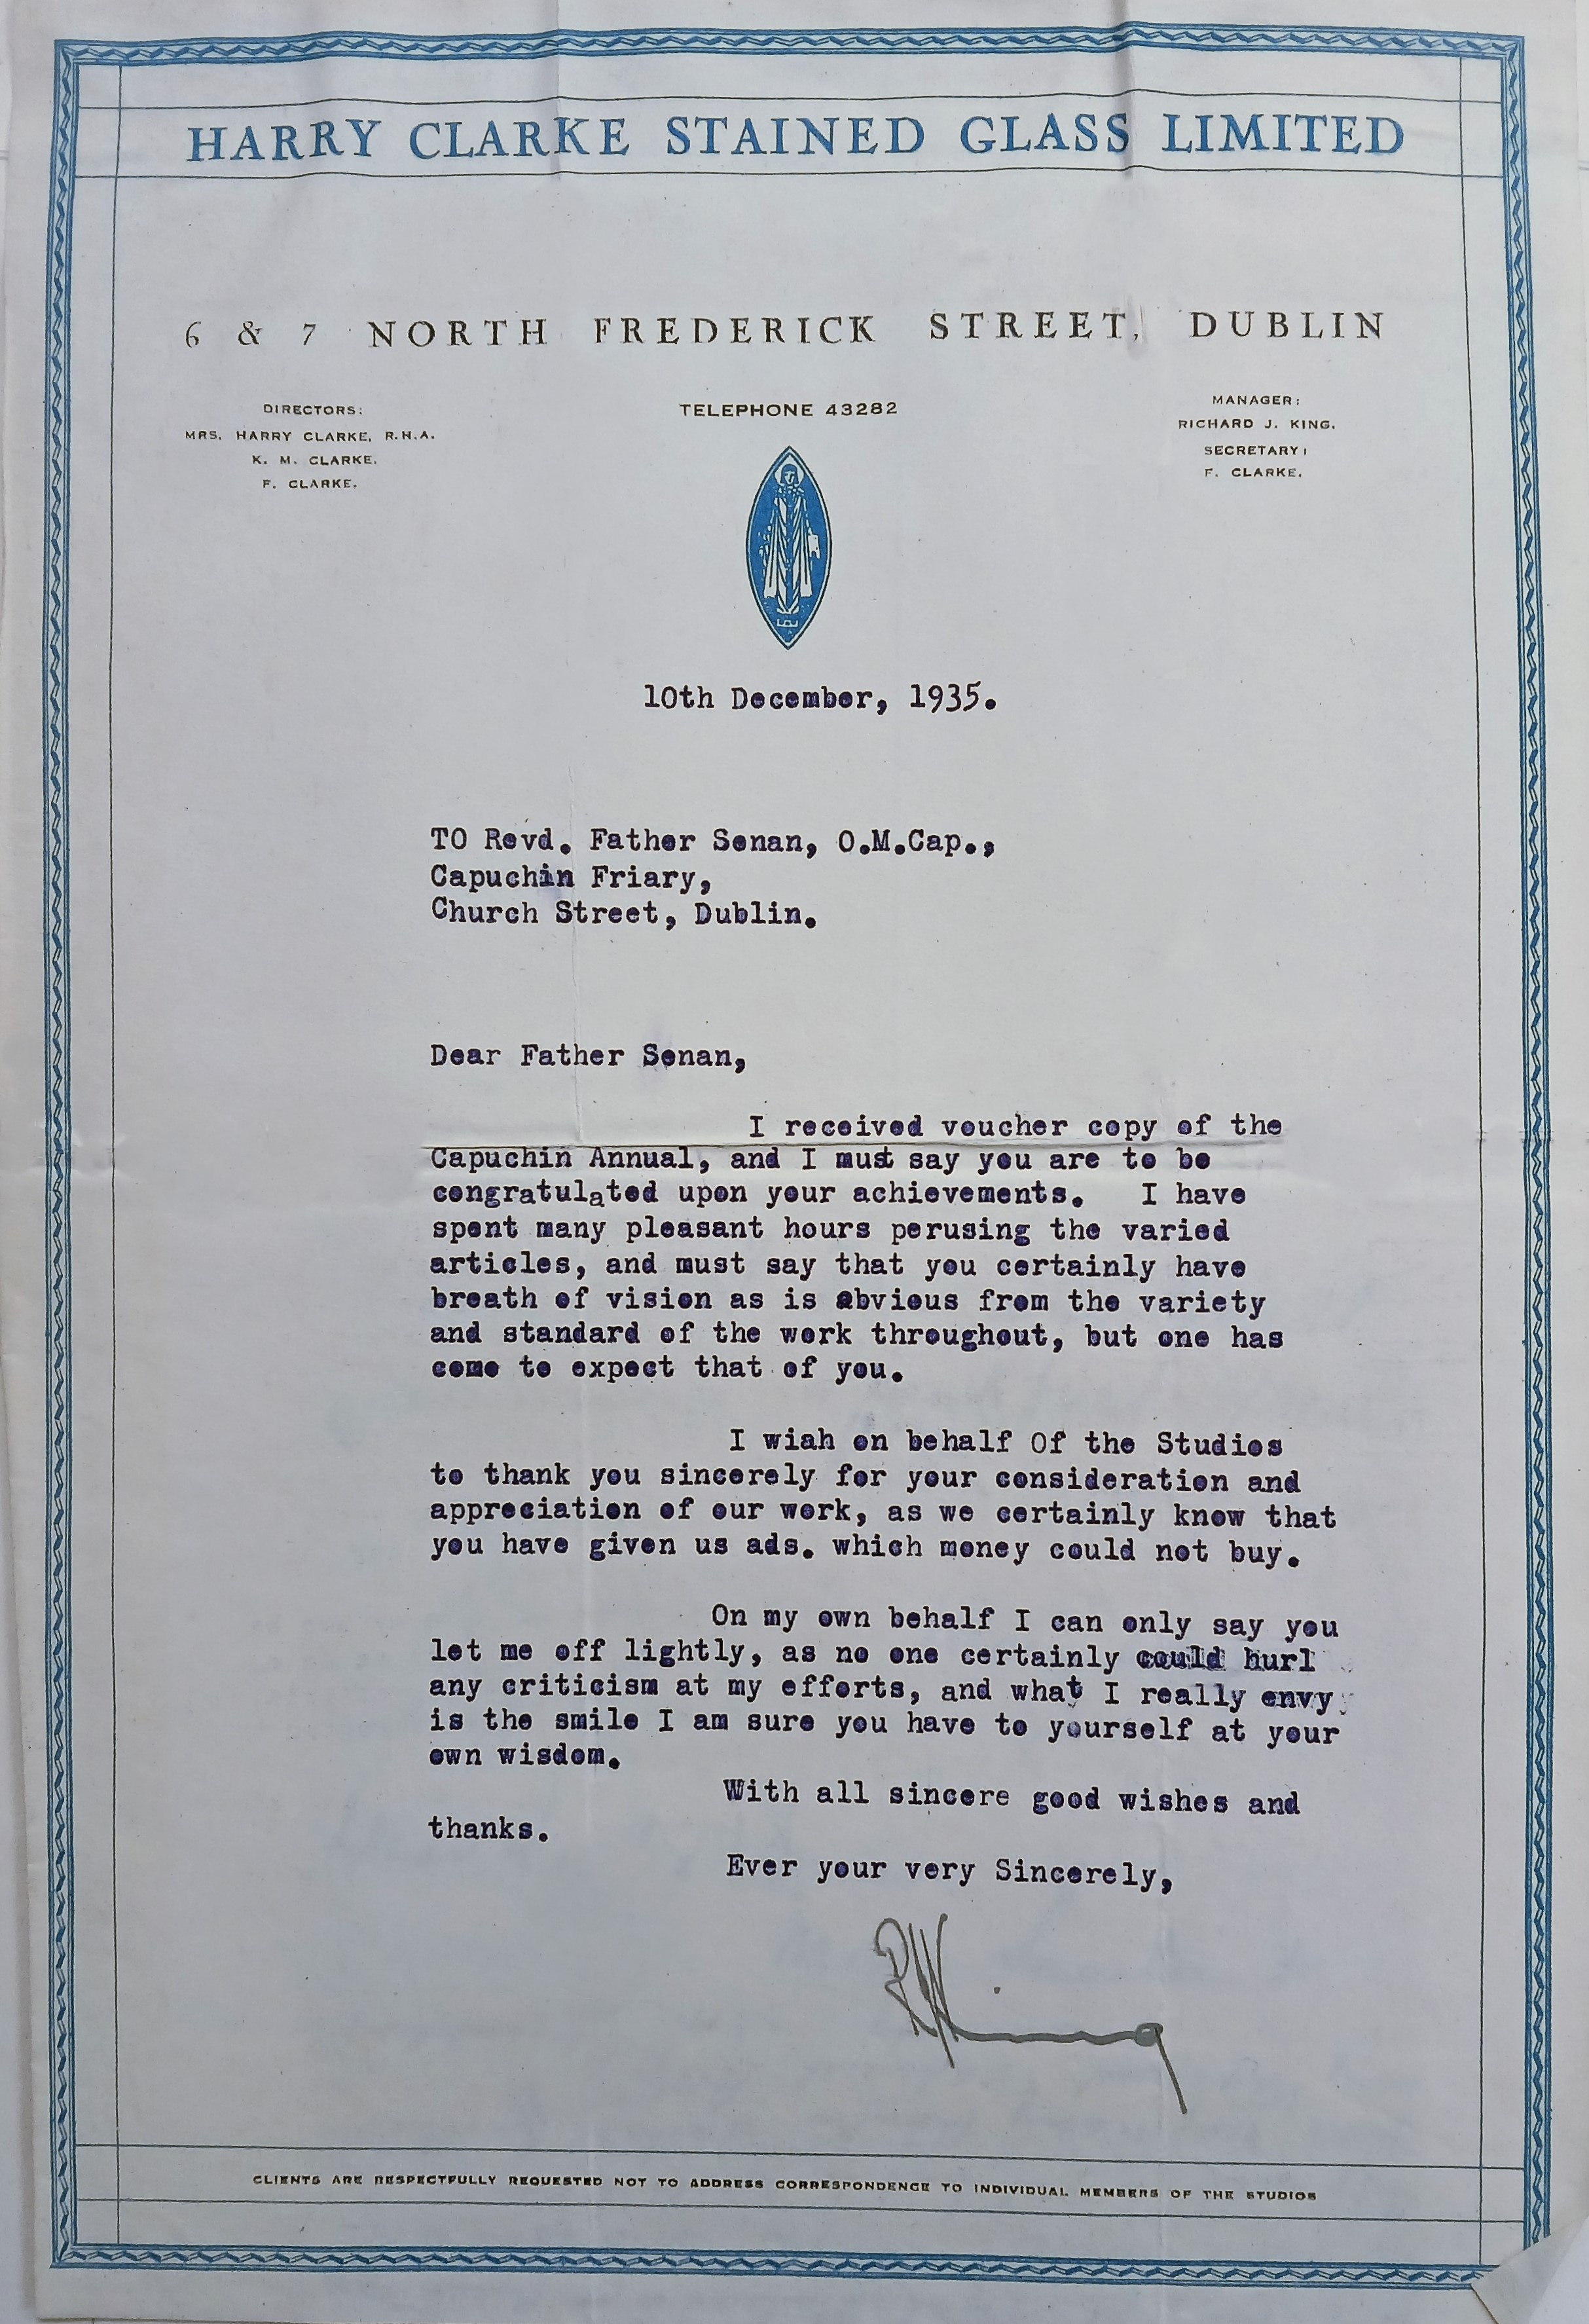 HARRY CLARKE STAINED GLASS LIMITED
6 & 7 NORTH FREDERICK STREET, DUBLIN
DIRECTORS:
MRS. HARRY CLARKE, R.H.A.
K. M. CLARKE.
F. CLARKE.
TELEPHONE 43282
MANAGER:
RICHARD J. KING.
SECRETARY:
F. CLARKE.
10th December, 1935.
TO Revd. Father Senan, O.M.Cap.,
Capuchin Friary,
Church Street, Dublin.
Dear Father Senan,
I received voucher copy of the
Capuchin Annual, and I must say you are to be
congratulated upon your achievements. I have
spent many pleasant hours perusing the varied
articles, and must say that you certainly have
breath of vision as is obvious from the variety
and standard of the work throughout, but one has
come to expect that of you.
I wiah on behalf Of the Studios
to thank you sincerely for your consideration and
appreciation of our work, as we certainly know that
you have given us ads. which money could not buy.
On my own behalf I can only say you
let me off lightly, as no one certainly could hurl
any criticism at my efforts, and what I really envy
is the smile I am sure you have to yourself at your
own wisdom.
With all sincere good wishes and
thanks.
Ever your very Sincerely,
RJKing
CLIENTS ARE RESPECTFULLY REQUESTED NOT TO ADDRESS CORRESPONDENCE TO INDIVIDUAL MEMBERS OF THE STUDIOS